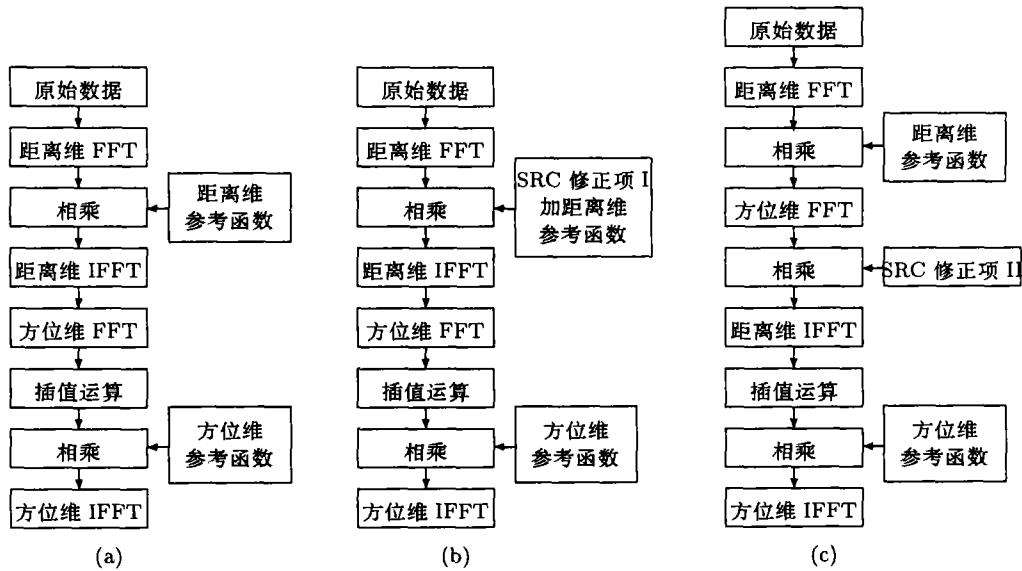 原始数据
距离维 FFT
相乘
距离维
参考函数
距离维 IFFT
方位维 FFT
插值运算
相乘
方位维
参考函数
方位维 IFFT
(a)
原始数据
距离维 FFT
相乘
SRC 修正项 I
加距离维
参考函数
距离维 IFFT
方位维 FFT
插值运算
相乘
方位维
参考函数
方位维 IFFT
(b)
原始数据
距离维 FFT
相乘
距离维
参考函数
方位维 FFT
相乘
SRC 修正项 II
距离维 IFFT
插值运算
相乘
方位维
参考函数
方位维 IFFT
(c)